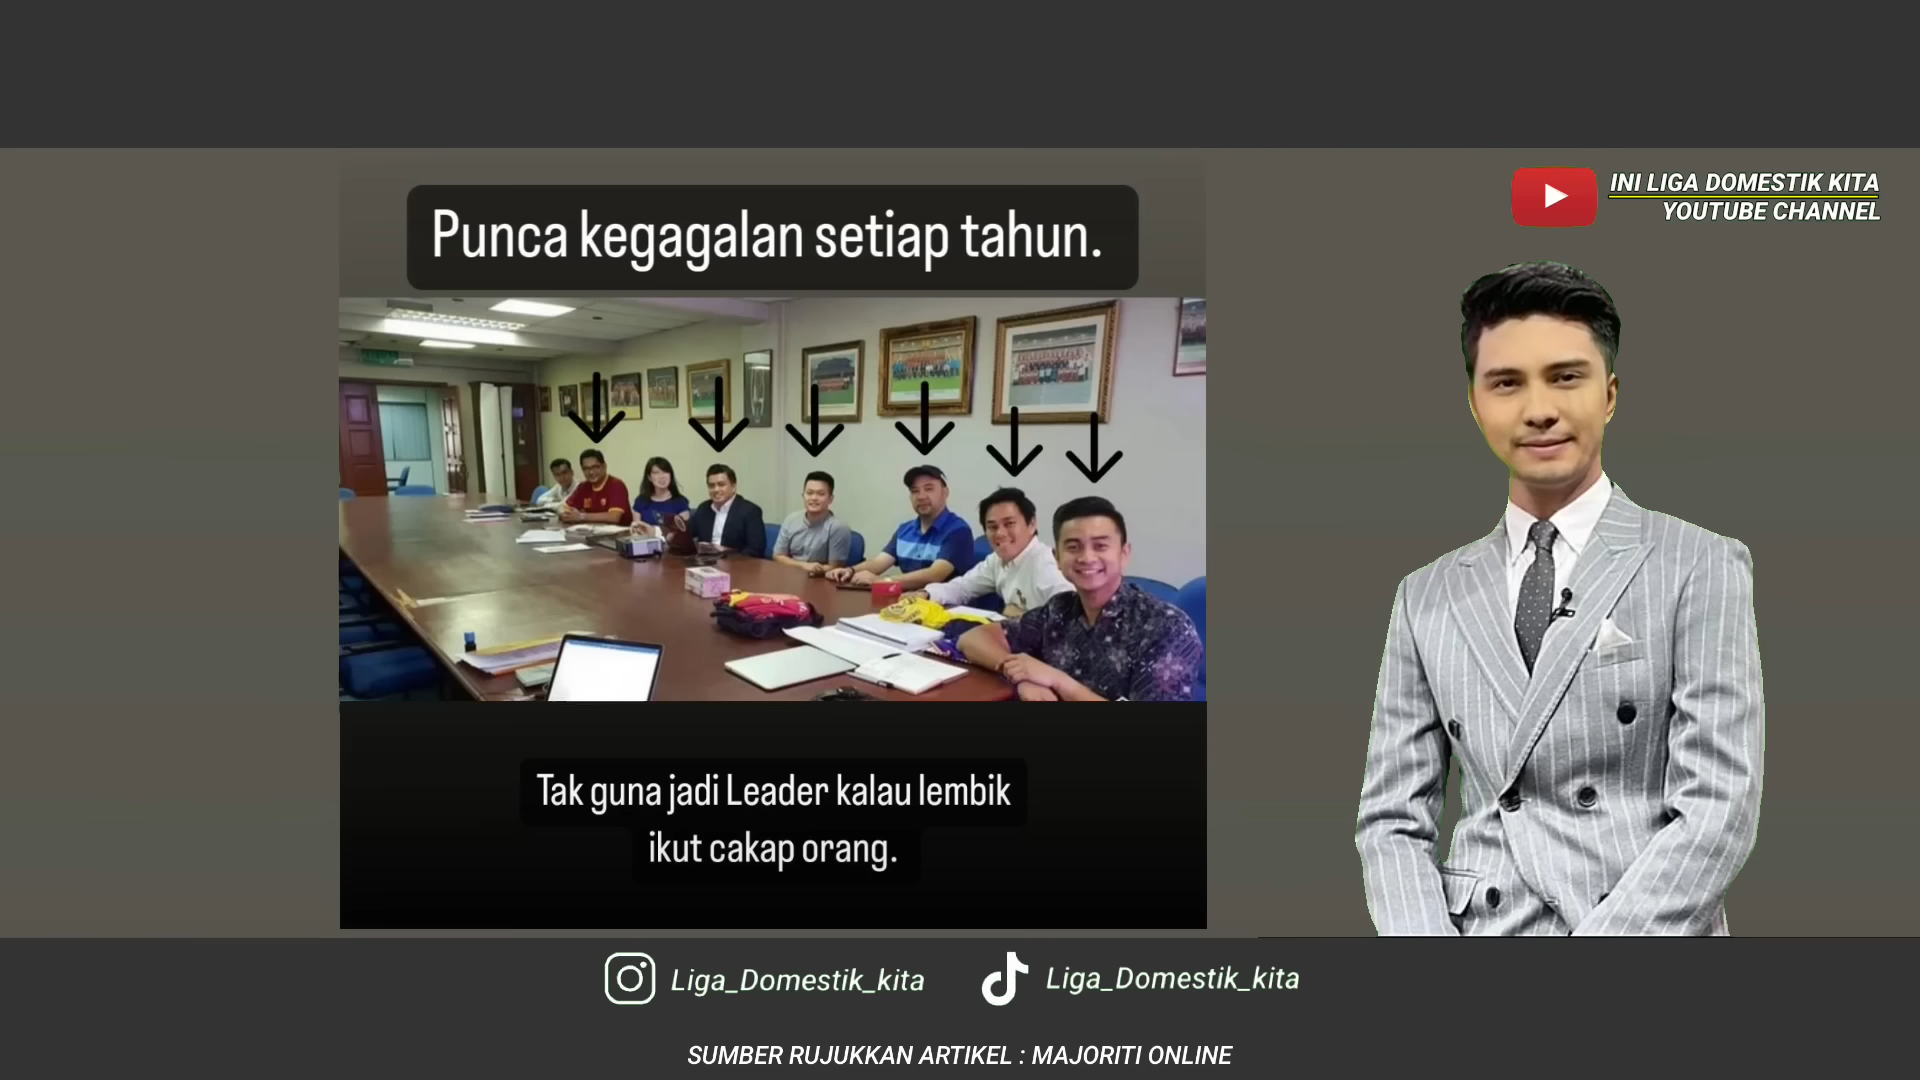 Punca kegagalan setiap tahun.
INI LIGA DOMESTIK KITA
YOUTUBE CHANNEL
Tak guna jadi Leader kalau lembik
ikut cakap orang.
Liga_Domestik_kita
Liga_Domestik_kita
SUMBER RUJUKKAN ARTIKEL : MAJORITI ONLINE